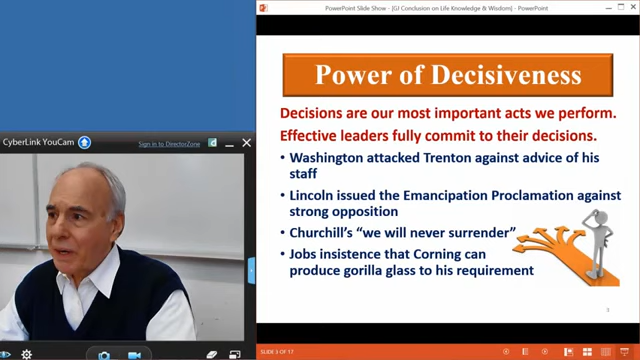 PowerPoint Slide Show - [GJ Conclusion on Life Knowledge & Wisdom] - PowerPoint
Power of Decisiveness
Decisions are our most important acts we perform.
Effective leaders fully commit to their decisions.
• Washington attacked Trenton against advice of his
staff
• Lincoln issued the Emancipation Proclamation against
strong opposition
• Churchill's “we will never surrender”
• Jobs insistence that Corning can
produce gorilla glass to his requirement
3
SLIDE 3 OF 17
CyberLink YouCam
Sign in to DirectorZone